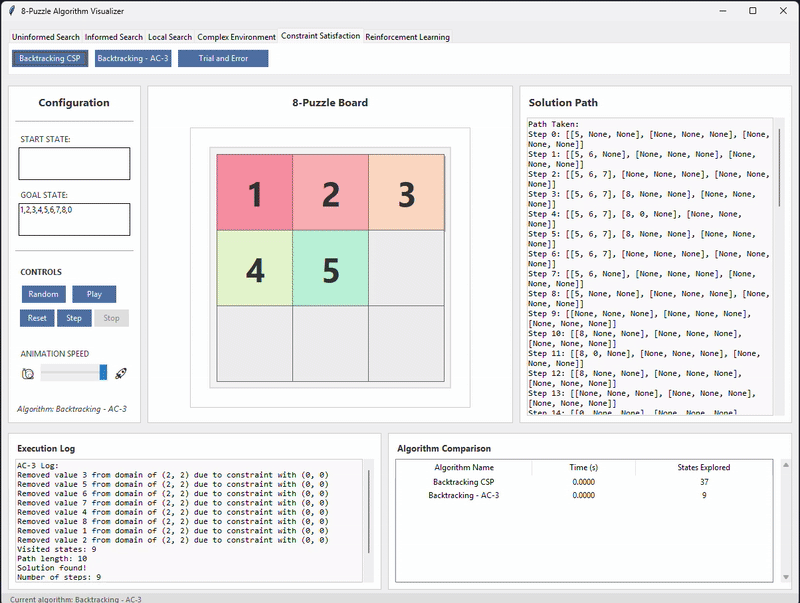 8-Puzzle Algorithm Visualizer
Uninformed Search Informed Search Local Search Complex Environment Constraint Satisfaction Reinforcement Learning
Backtracking CSP Backtracking - AC-3 Trial and Error
Configuration
START STATE:
GOAL STATE:
1,2,3,4,5,6,7,8,0
CONTROLS
Random Play
Reset Step Stop
ANIMATION SPEED
Algorithm: Backtracking - AC-3
8-Puzzle Board
1 2 3
4 5
Solution Path
Path Taken:
Step 0: [[5, None, None], [None, None, None], [None,
None, None]]
Step 1: [[5, 6, None], [None, None, None], [None,
None, None]]
Step 2: [[5, 6, 7], [None, None, None], [None, None,
None]]
Step 3: [[5, 6, 7], [8, None, None], [None, None,
None]]
Step 4: [[5, 6, 7], [8, 0, None], [None, None,
None]]
Step 5: [[5, 6, 7], [8, None, None], [None, None,
None]]
Step 6: [[5, 6, 7], [None, None, None], [None, None,
None]]
Step 7: [[5, 6, None], [None, None, None], [None,
None, None]]
Step 8: [[5, None, None], [None, None, None], [None,
None, None]]
Step 9: [[None, None, None], [None, None, None],
[None, None, None]]
Step 10: [[8, None, None], [None, None, None],
[None, None, None]]
Step 11: [[8, 0, None], [None, None, None], [None,
None, None]]
Step 12: [[8, None, None], [None, None, None],
[None, None, None]]
Step 13: [[None, None, None], [None, None, None],
[None, None, None]]
Step 14: [[0, None, None], [None, None, None],
Execution Log
AC-3 Log:
Removed value 3 from domain of (2, 2) due to constraint with (0, 0)
Removed value 5 from domain of (2, 2) due to constraint with (0, 0)
Removed value 6 from domain of (2, 2) due to constraint with (0, 0)
Removed value 7 from domain of (2, 2) due to constraint with (0, 0)
Removed value 4 from domain of (2, 2) due to constraint with (0, 0)
Removed value 8 from domain of (2, 2) due to constraint with (0, 0)
Removed value 1 from domain of (2, 2) due to constraint with (0, 0)
Removed value 2 from domain of (2, 2) due to constraint with (0, 0)
Visited states: 9
Path length: 10
Solution found!
Number of steps: 9
Algorithm Comparison
Algorithm Name Time (s) States Explored
Backtracking CSP 0.0000 37
Backtracking - AC-3 0.0000 9
Current algorithm: Backtracking - AC-3